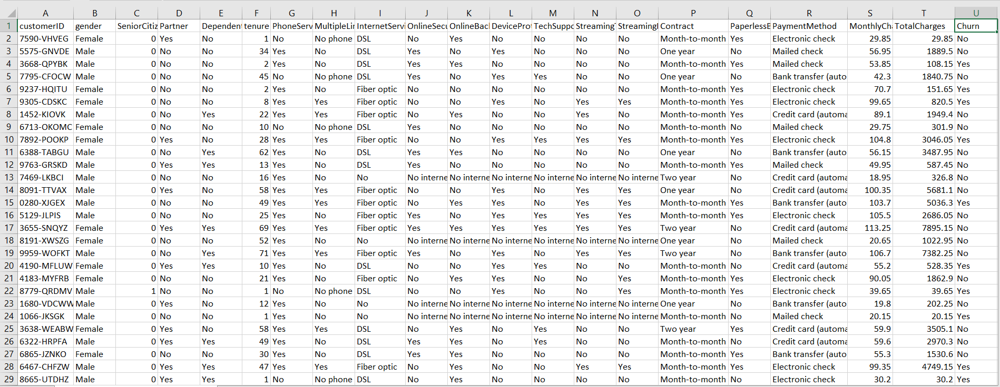 A B C D E F G H I J K L M N O P Q R S T U
1 customerID gender SeniorCitiz Partner Dependent tenure PhoneServ MultipleLin InternetServi OnlineSecu OnlineBac DevicePro TechSuppo Streaming StreamingI Contract PaperlessB PaymentMethod MonthlyCha TotalCharges Churn
2 7590-VHVEG Female 0 Yes No 1 No No phone DSL No Yes No No No No Month-to-month Yes Electronic check 29.85 29.85 No
3 5575-GNVDE Male 0 No No 34 Yes No DSL Yes No Yes No No No One year No Mailed check 56.95 1889.5 No
4 3668-QPYBK Male 0 No No 2 Yes No DSL Yes Yes No No No No Month-to-month Yes Mailed check 53.85 108.15 Yes
5 7795-CFOCW Male 0 No No 45 No No phone DSL Yes No Yes Yes No No One year No Bank transfer (auto 42.3 1840.75 No
6 9237-HQITU Female 0 No No 2 Yes No Fiber optic No No No No No No Month-to-month Yes Electronic check 70.7 151.65 Yes
7 9305-CDSKC Female 0 No No 8 Yes Yes Fiber optic No No Yes No Yes Yes Month-to-month Yes Electronic check 99.65 820.5 Yes
8 1452-KIOVK Male 0 No Yes 22 Yes Yes Fiber optic No Yes No No Yes No Month-to-month Yes Credit card (automa 89.1 1949.4 No
9 6713-OKOMC Female 0 No No 10 No No phone DSL Yes No No No No No Month-to-month No Mailed check 29.75 301.9 No
10 7892-POOKP Female 0 Yes No 28 Yes Yes Fiber optic No No Yes Yes Yes Yes Month-to-month Yes Electronic check 104.8 3046.05 Yes
11 6388-TABGU Male 0 No Yes 62 Yes No DSL Yes Yes No No No No One year No Bank transfer (auto 56.15 3487.95 No
12 9763-GRSKD Male 0 Yes Yes 13 Yes No DSL Yes No No No No No Month-to-month Yes Mailed check 49.95 587.45 No
13 7469-LKBCI Male 0 No No 16 Yes No No No interne No interne No interne No interne No interne No interne Two year No Credit card (automa 18.95 326.8 No
14 8091-TTVAX Male 0 Yes No 58 Yes Yes Fiber optic No No Yes No Yes Yes One year No Credit card (automa 100.35 5681.1 No
15 0280-XJGEX Male 0 No No 49 Yes Yes Fiber optic No Yes Yes No Yes Yes Month-to-month Yes Bank transfer (auto 103.7 5036.3 Yes
16 5129-JLPIS Male 0 No No 25 Yes No Fiber optic Yes No Yes Yes Yes Yes Month-to-month Yes Electronic check 105.5 2686.05 No
17 3655-SNQYZ Female 0 Yes Yes 69 Yes Yes Fiber optic Yes Yes Yes Yes Yes Yes Two year No Credit card (automa 113.25 7895.15 No
18 8191-XWSZG Female 0 No No 52 Yes No No No interne No interne No interne No interne No interne No interne One year No Mailed check 20.65 1022.95 No
19 9959-WOFKT Male 0 No Yes 71 Yes Yes Fiber optic Yes No Yes No Yes Yes Two year No Bank transfer (auto 106.7 7382.25 No
20 4190-MFLUW Female 0 Yes Yes 10 Yes No DSL No No Yes Yes No No Month-to-month No Credit card (automa 55.2 528.35 Yes
21 4183-MYFRB Female 0 No No 21 Yes No Fiber optic No Yes Yes No No Yes Month-to-month Yes Electronic check 90.05 1862.9 No
22 8779-QRDMV Male 1 No No 1 No No phone DSL No No Yes No No Yes Month-to-month Yes Electronic check 39.65 39.65 Yes
23 1680-VDCWW Male 0 Yes No 12 Yes No No No interne No interne No interne No interne No interne No interne One year No Bank transfer (auto 19.8 202.25 No
24 1066-JKSGK Male 0 No No 1 Yes No No No interne No interne No interne No interne No interne No interne Month-to-month No Mailed check 20.15 20.15 Yes
25 3638-WEABW Female 0 Yes No 58 Yes Yes DSL No Yes No Yes No No Two year Yes Credit card (automa 59.9 3505.1 No
26 6322-HRPFA Male 0 Yes Yes 49 Yes No DSL Yes Yes No Yes No No Month-to-month No Credit card (automa 59.6 2970.3 No
27 6865-JZNKO Female 0 No No 30 Yes No DSL Yes Yes No No No No Month-to-month Yes Bank transfer (auto 55.3 1530.6 No
28 6467-CHFZW Male 0 Yes Yes 47 Yes Yes Fiber optic No Yes No No Yes Yes Month-to-month Yes Electronic check 99.35 4749.15 Yes
29 8665-UTDHZ Male 0 Yes Yes 1 No No phone DSL No Yes No No No No Month-to-month No Electronic check 30.2 30.2 Yes